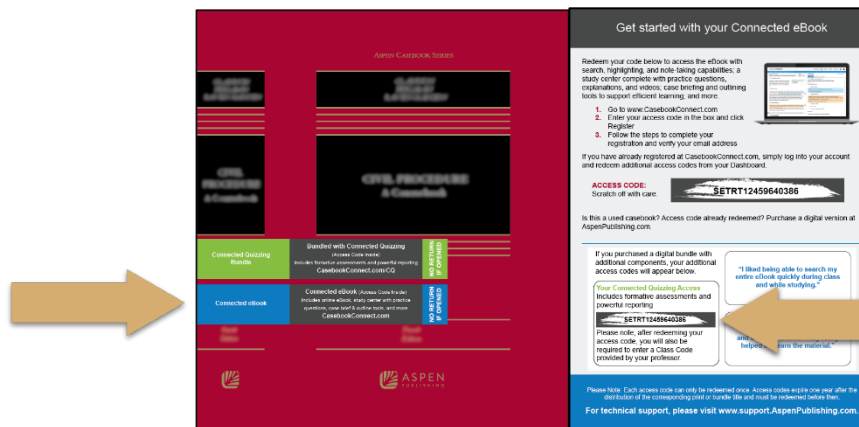 ASPEN CASEBOOK SERIES
CIVIL
PROCEDURE
A Coursebook
CIVIL PROCEDURE
A Coursebook
Connected Quizzing
Bundle
Bundled with Connected Quizzing
(Access Code Inside)
Includes formative assessments and powerful reporting
CasebookConnect.com/CQ
NO RETURN
IF OPENED
Connected eBook
Connected eBook (Access Code Inside)
Includes online eBook, study center with practice
questions, case brief & outline tools, and more
CasebookConnect.com
NO RETURN
IF OPENED
ASPEN
PUBLISHING
Get started with your Connected eBook
Redeem your code below to access the eBook with
search, highlighting, and note-taking capabilities; a
study center complete with practice questions,
explanations, and videos; case briefing and outlining
tools to support efficient learning, and more.
1. Go to www.CasebookConnect.com
2. Enter your access code in the box and click
Register
3. Follow the steps to complete your
registration and verify your email address
If you have already registered at CasebookConnect.com, simply log into your account
and redeem additional access codes from your Dashboard.
ACCESS CODE:
Scratch off with care.
SETRT12459640386
Is this a used casebook? Access code already redeemed? Purchase a digital version at
AspenPublishing.com.
If you purchased a digital bundle with
additional components, your additional
access codes will appear below.
Your Connected Quizzing Access
Includes formative assessments and
powerful reporting
SETRT12459640386
Please note, after redeeming your
access code, you will also be
required to enter a Class Code
provided by your professor.
"I liked being able to search my
entire eBook quickly during class
and while studying."
and
helped
the material."
Please Note: Each access code can only be redeemed once. Access codes expire one year after the
distribution of the corresponding print or bundle title and must be redeemed before then.
For technical support, please visit www.support.AspenPublishing.com.